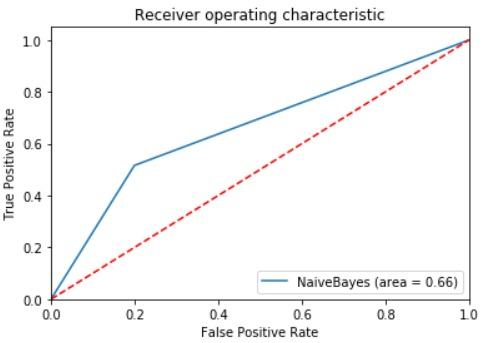 Receiver operating characteristic
True Positive Rate
1.0
0.8
0.6
0.4
0.2
0.0
NaiveBayes (area = 0.66)
0.0 0.2 0.4 0.6 0.8 1.0
False Positive Rate